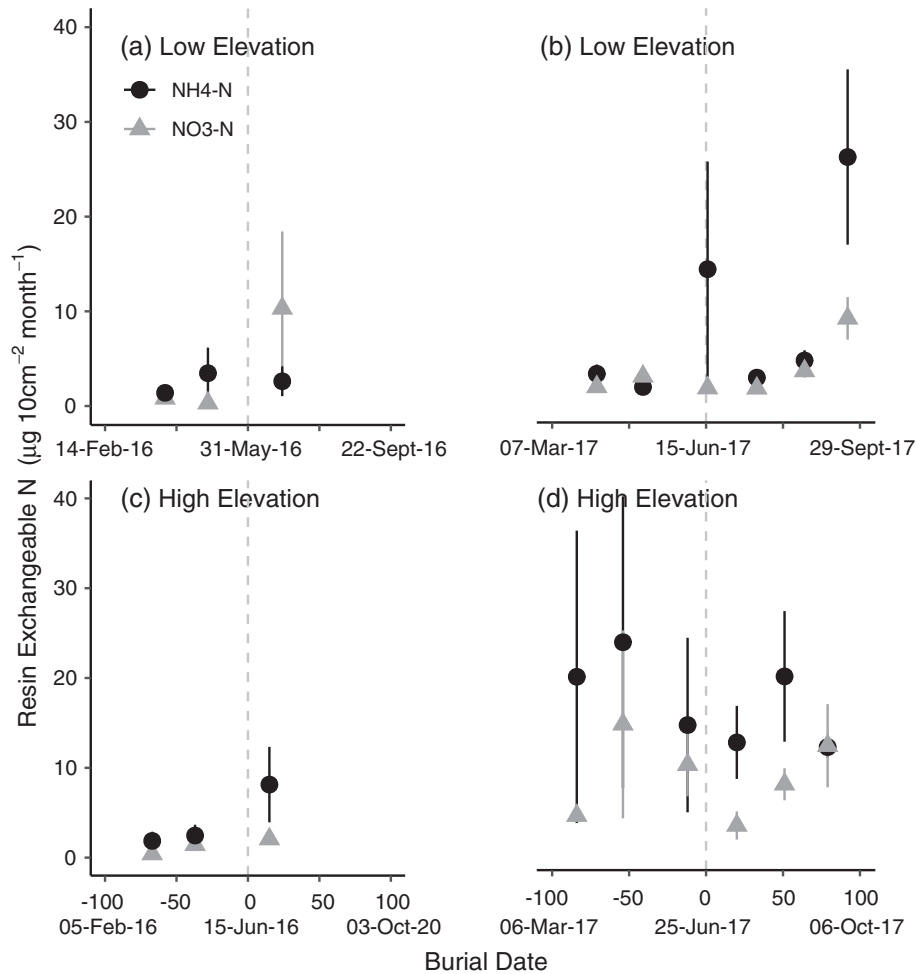 40
(a) Low Elevation
(b) Low Elevation
NH4-N
NO3-N
30
20
10
0
14-Feb-16 31-May-16 22-Sept-16
07-Mar-17 15-Jun-17 29-Sept-17
Resin Exchangeable N (μg 10cm⁻² month⁻¹)
40
(c) High Elevation
(d) High Elevation
30
20
10
0
-100 -50 0 50 100
05-Feb-16 15-Jun-16 03-Oct-20
-100 -50 0 50 100
06-Mar-17 25-Jun-17 06-Oct-17
Burial Date